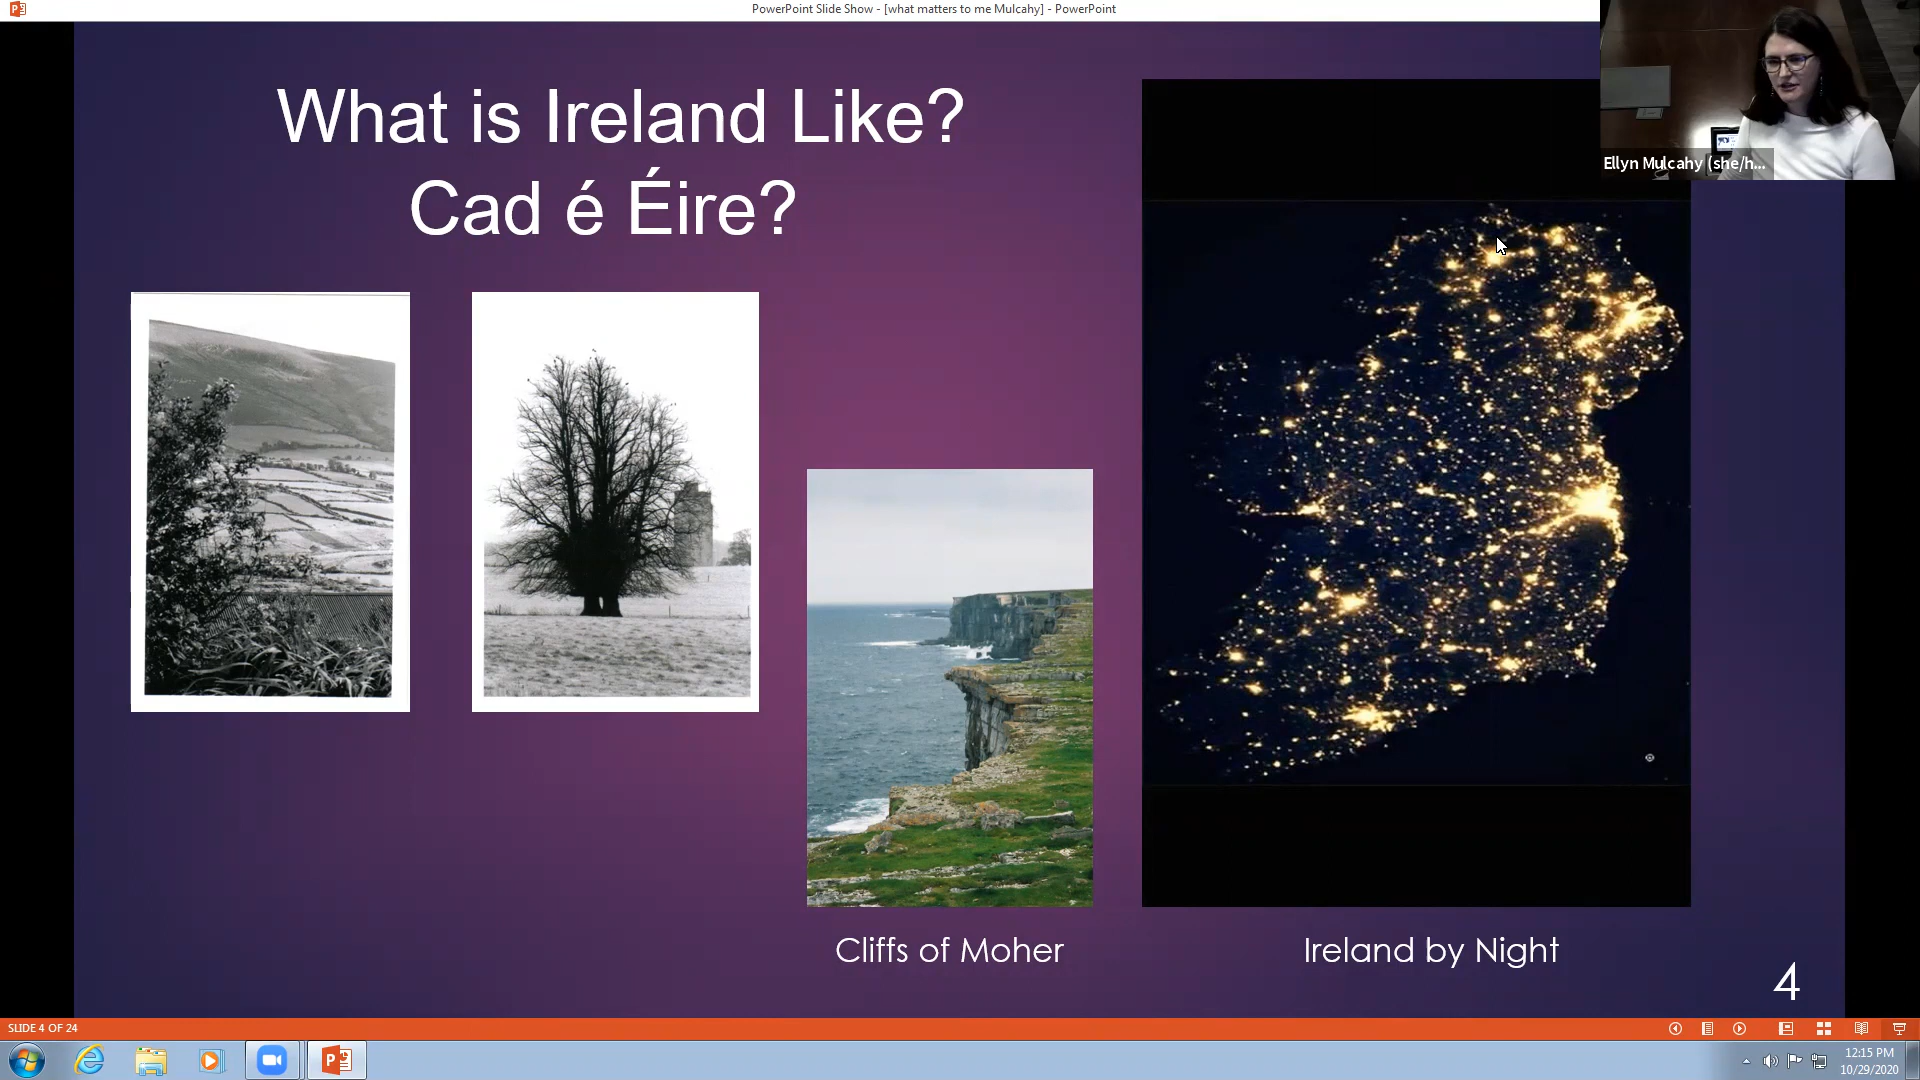 PowerPoint Slide Show - [what matters to me Mulcahy] - PowerPoint
What is Ireland Like?
Cad é Éire?
Ellyn Mulcahy (she/h...
Cliffs of Moher
Ireland by Night
4
SLIDE 4 OF 24
12:15 PM
10/29/2020